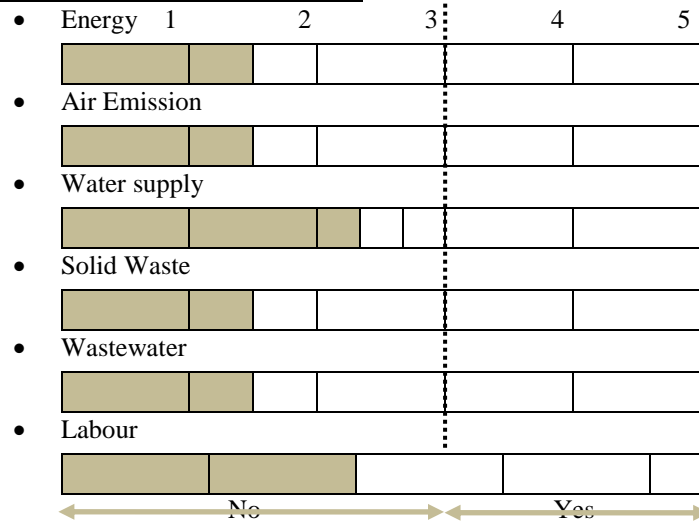 • Energy 1 2 3 4 5
• Air Emission
• Water supply
• Solid Waste
• Wastewater
• Labour
No Yes